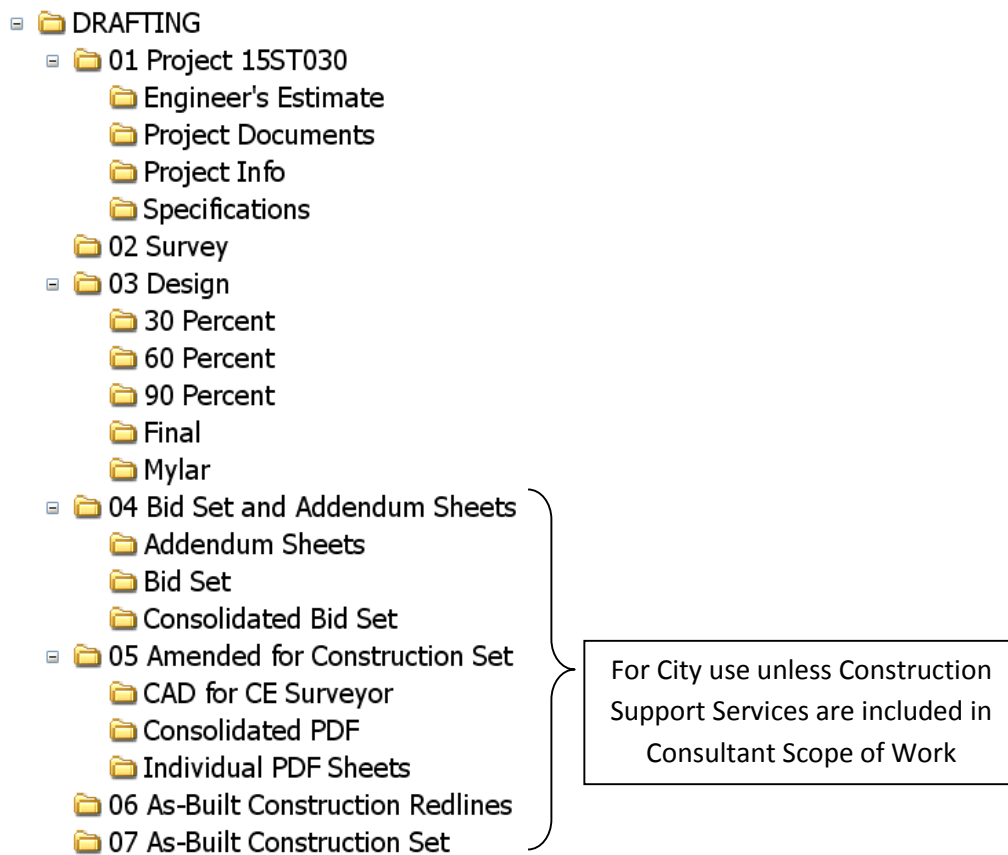 DRAFTING
01 Project 15ST030
Engineer's Estimate
Project Documents
Project Info
Specifications
02 Survey
03 Design
30 Percent
60 Percent
90 Percent
Final
Mylar
04 Bid Set and Addendum Sheets
Addendum Sheets
Bid Set
Consolidated Bid Set
05 Amended for Construction Set
CAD for CE Surveyor
Consolidated PDF
Individual PDF Sheets
06 As-Built Construction Redlines
07 As-Built Construction Set
For City use unless Construction
Support Services are included in
Consultant Scope of Work